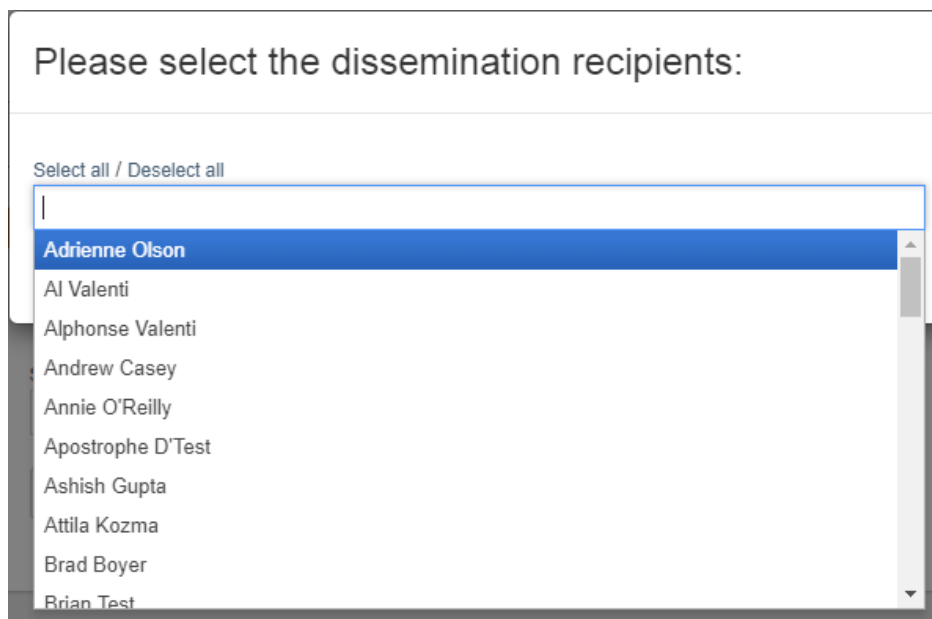 Please select the dissemination recipients:
Select all / Deselect all
Adrienne Olson
Al Valenti
Alphonse Valenti
Andrew Casey
Annie O'Reilly
Apostrophe D'Test
Ashish Gupta
Attila Kozma
Brad Boyer
Brian Test